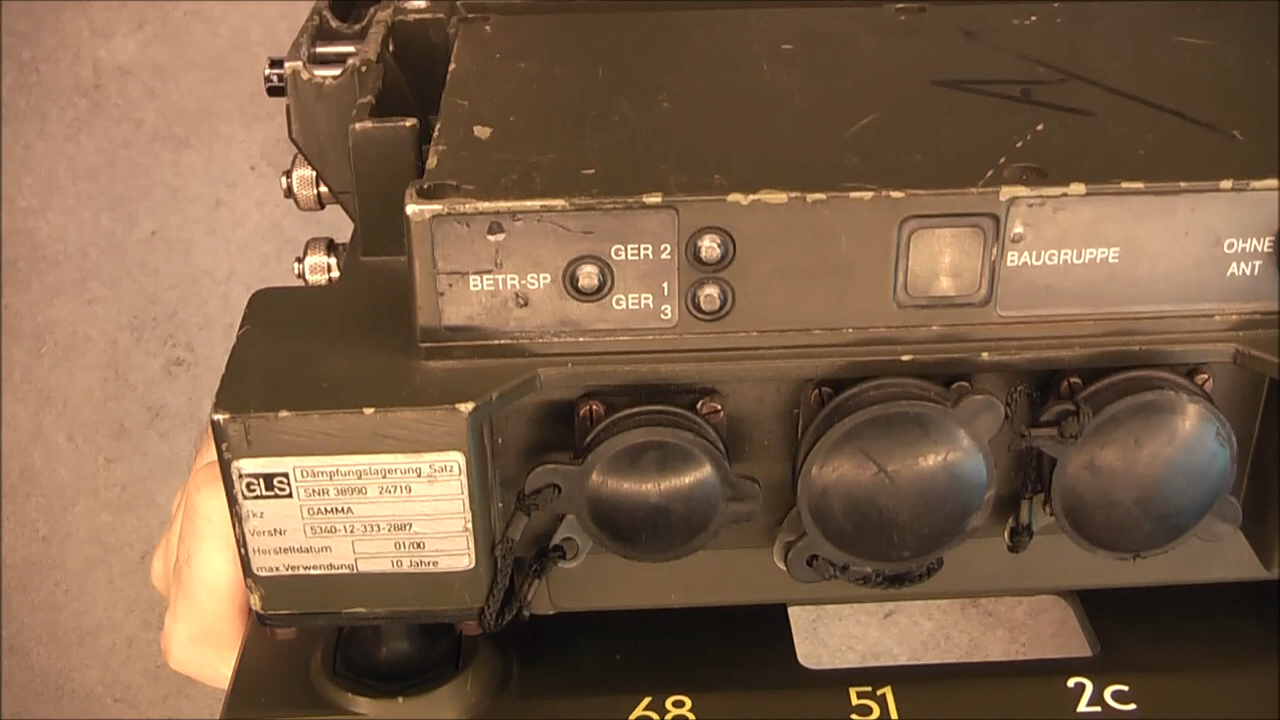 GER 2
BETR-SP
GER 1
3
BAUGRUPPE
OHNE
ANT
GLS
Dämpfungslagerung Satz
SNR 38990 24719
GAMMA
VersNr 5340-12-333-2887
Herstelldatum 01/00
max. Verwendung 10 Jahre
68
51
2c